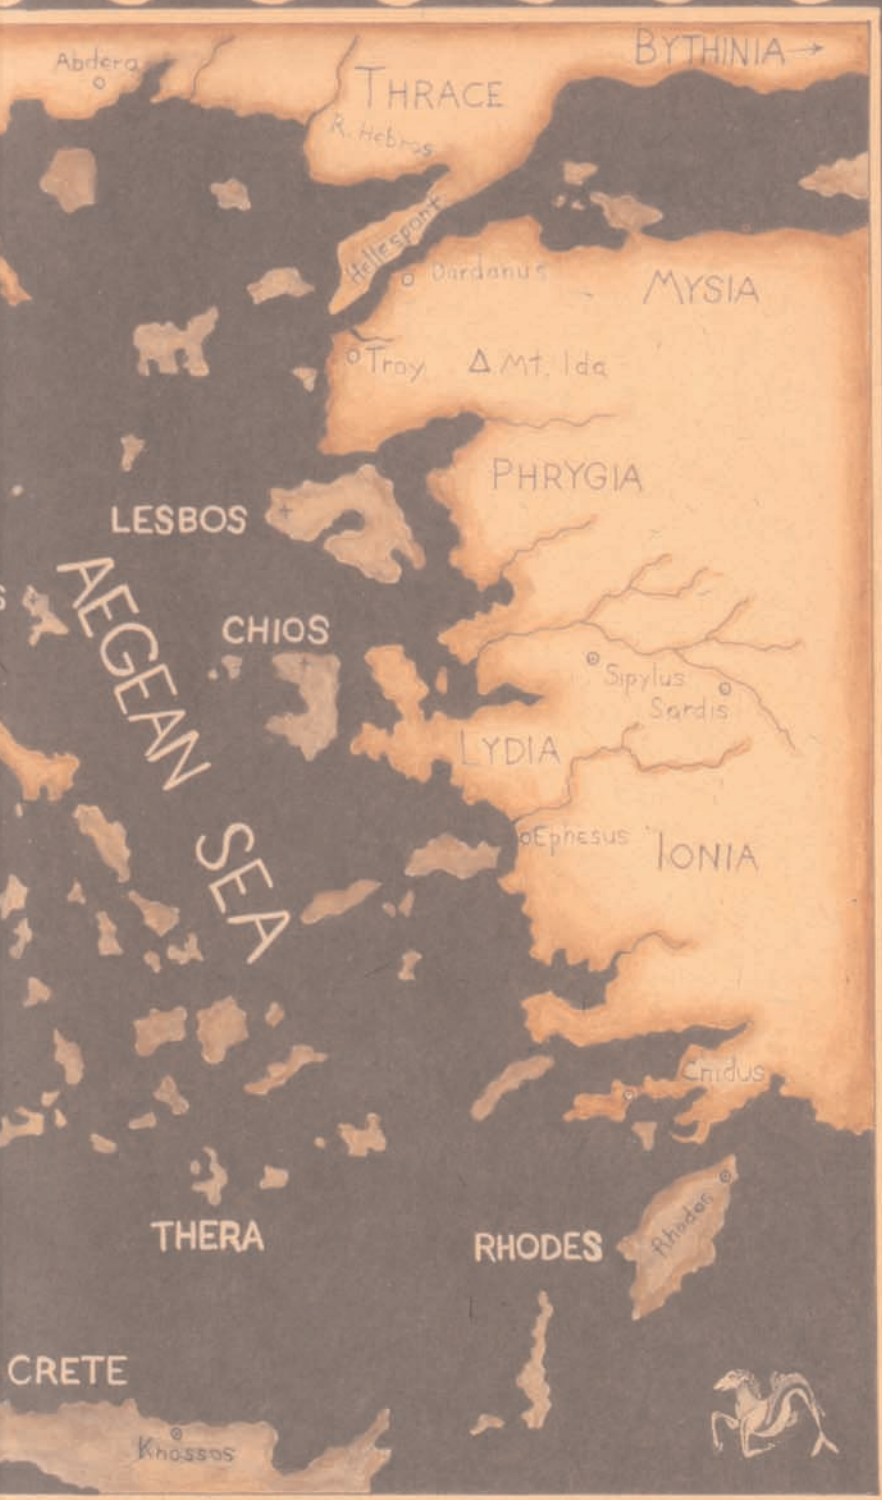 BYTHINIA
Abdera
THRACE
R. Hebros
Hellespont
Dardanus
MYSIA
Troy
Mt. Ida
PHRYGIA
LESBOS
AEGEAN SEA
S
CHIOS
Sipylus
Sardis
LYDIA
Ephesus
IONIA
Cnidus
Rhodos
THERA
RHODES
CRETE
Knossos